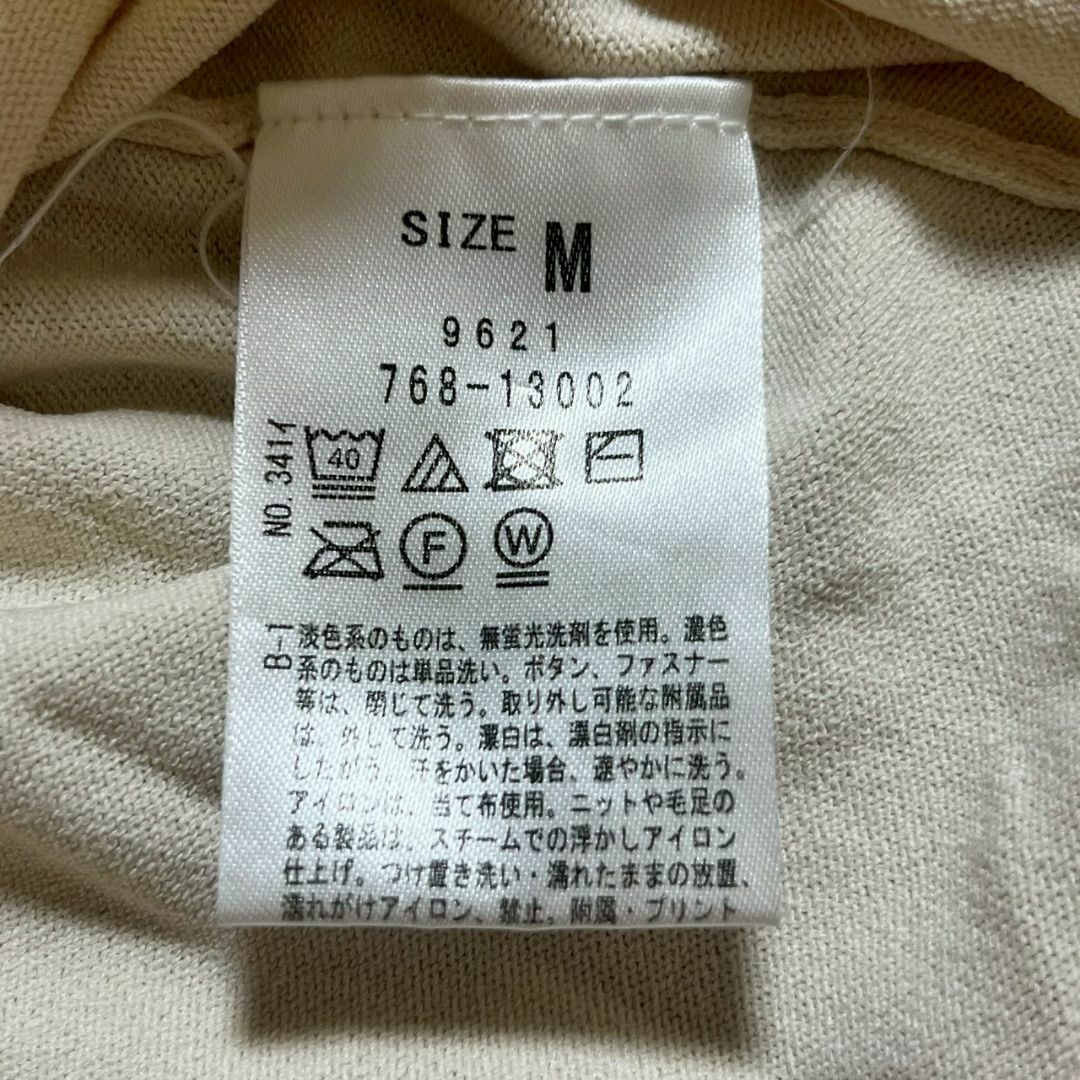 SIZE M
9621
768-13002
NO.341イ
40
F W
B-1
淡色系のものは、無蛍光洗剤を使用。濃色
系のものは単品洗い。ボタン、ファスナー
等は、閉じて洗う。取り外し可能な附属品
は、外して洗う。漂白は、漂白剤の指示に
したがう。汗をかいた場合、速やかに洗う。
アイロンは、当て布使用。ニットや毛足の
ある製品は、スチームでの浮かしアイロン
仕上げ。つけ置き洗い・濡れたままの放置、
濡れがけアイロン、禁止。附属・プリント